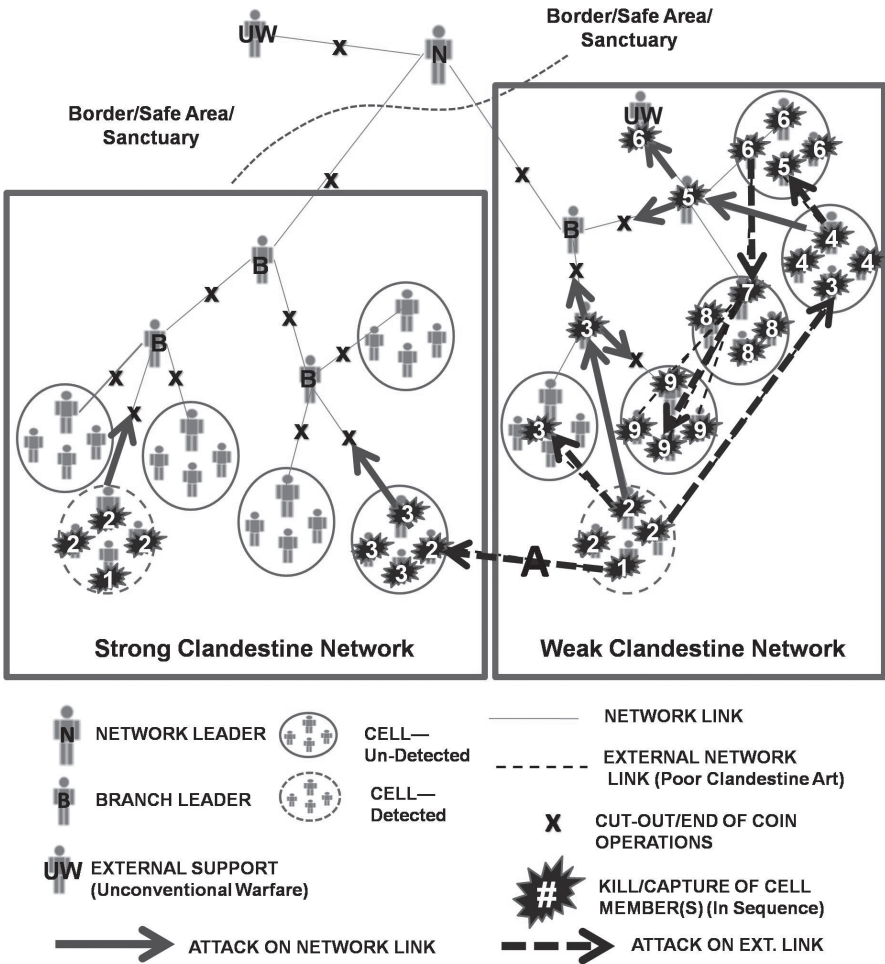 Border/Safe Area/
Sanctuary
UW
X
N
Border/Safe Area/
Sanctuary
X
X
B
X
X
B
X
X
X
X
B
X
X
X
2
2
2
1
3
3
2
3
A
Strong Clandestine Network
UW
6
6
6
6
5
5
X
B
4
4
4
3
X
3
X
7
8
8
8
9
9
9
9
3
2
2
2
1
Weak Clandestine Network
N
NETWORK LEADER
CELL—
Un-Detected
B
BRANCH LEADER
CELL—
Detected
UW
EXTERNAL SUPPORT
(Unconventional Warfare)
ATTACK ON NETWORK LINK
NETWORK LINK
EXTERNAL NETWORK
LINK (Poor Clandestine Art)
X
CUT-OUT/END OF COIN
OPERATIONS
#
KILL/CAPTURE OF CELL
MEMBER(S) (In Sequence)
ATTACK ON EXT. LINK